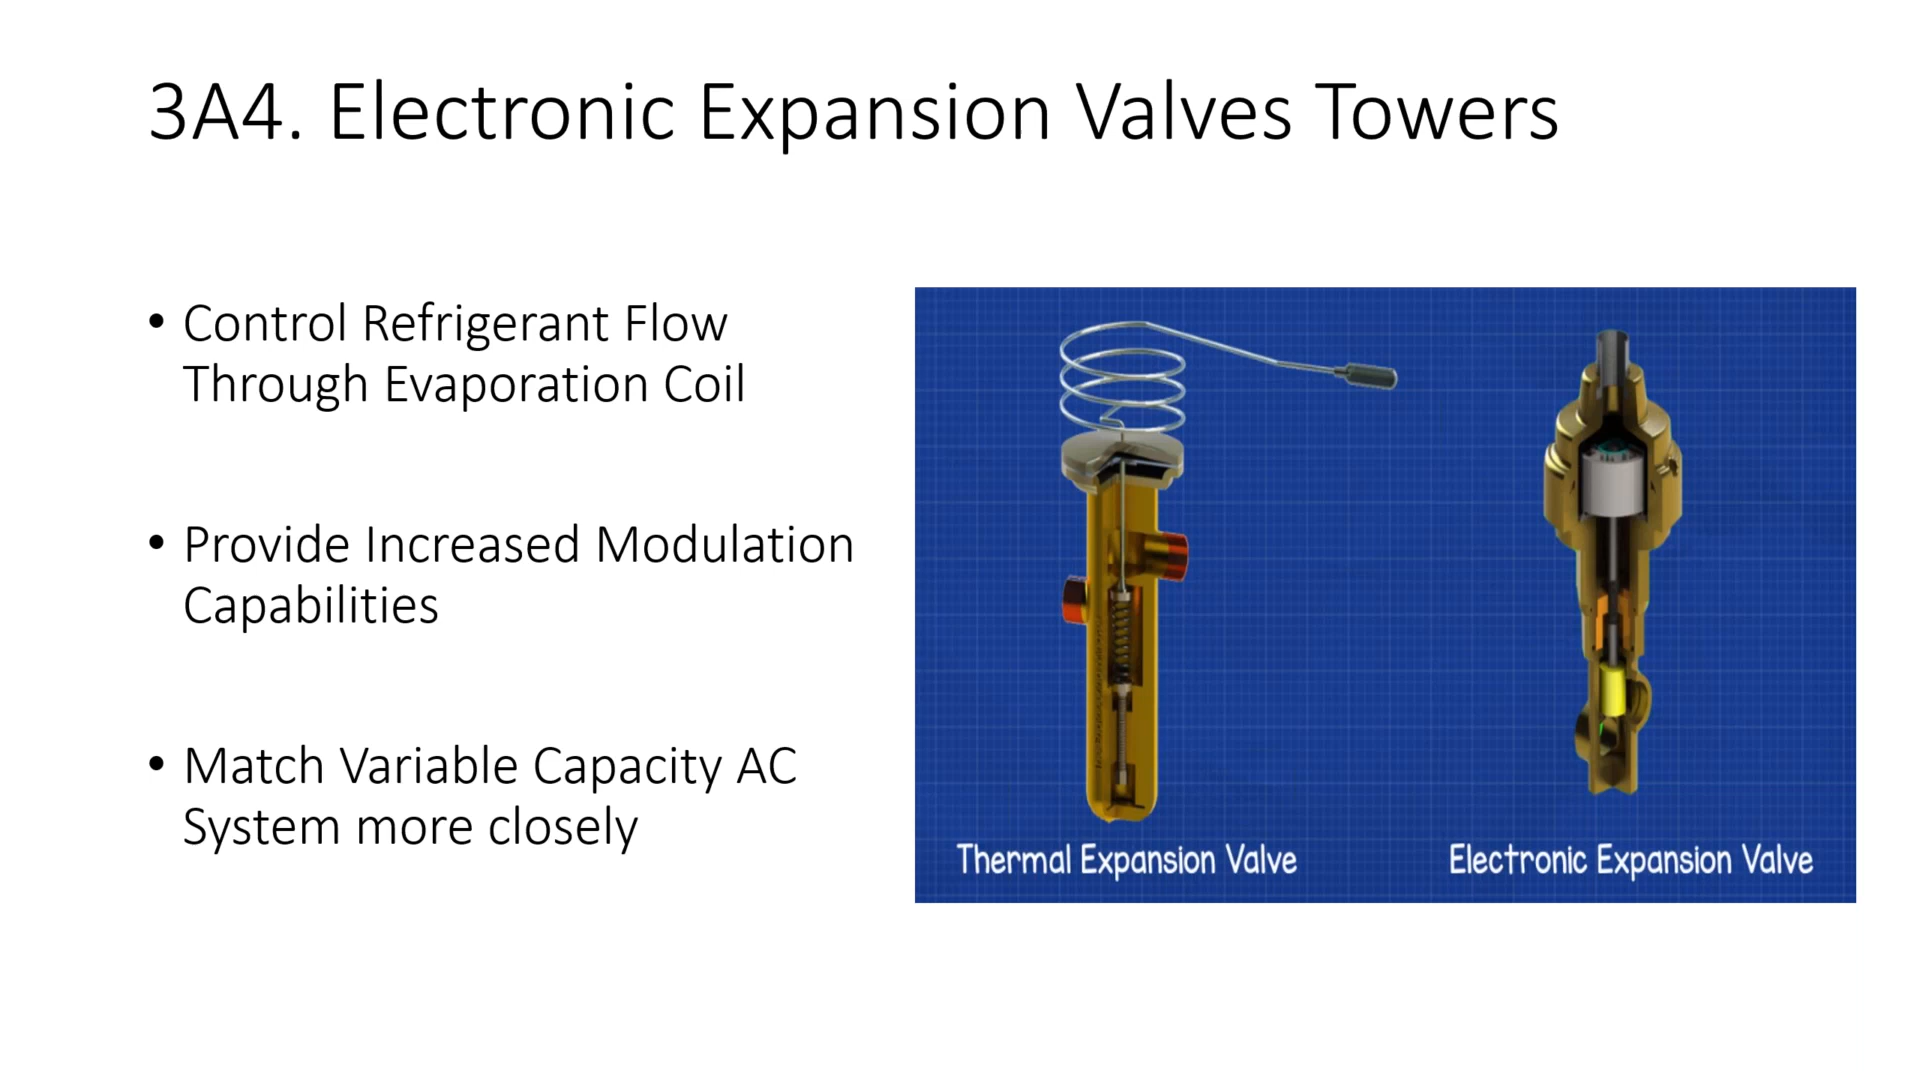 3A4. Electronic Expansion Valves Towers
• Control Refrigerant Flow
Through Evaporation Coil
• Provide Increased Modulation
Capabilities
• Match Variable Capacity AC
System more closely
Thermal Expansion Valve
Electronic Expansion Valve